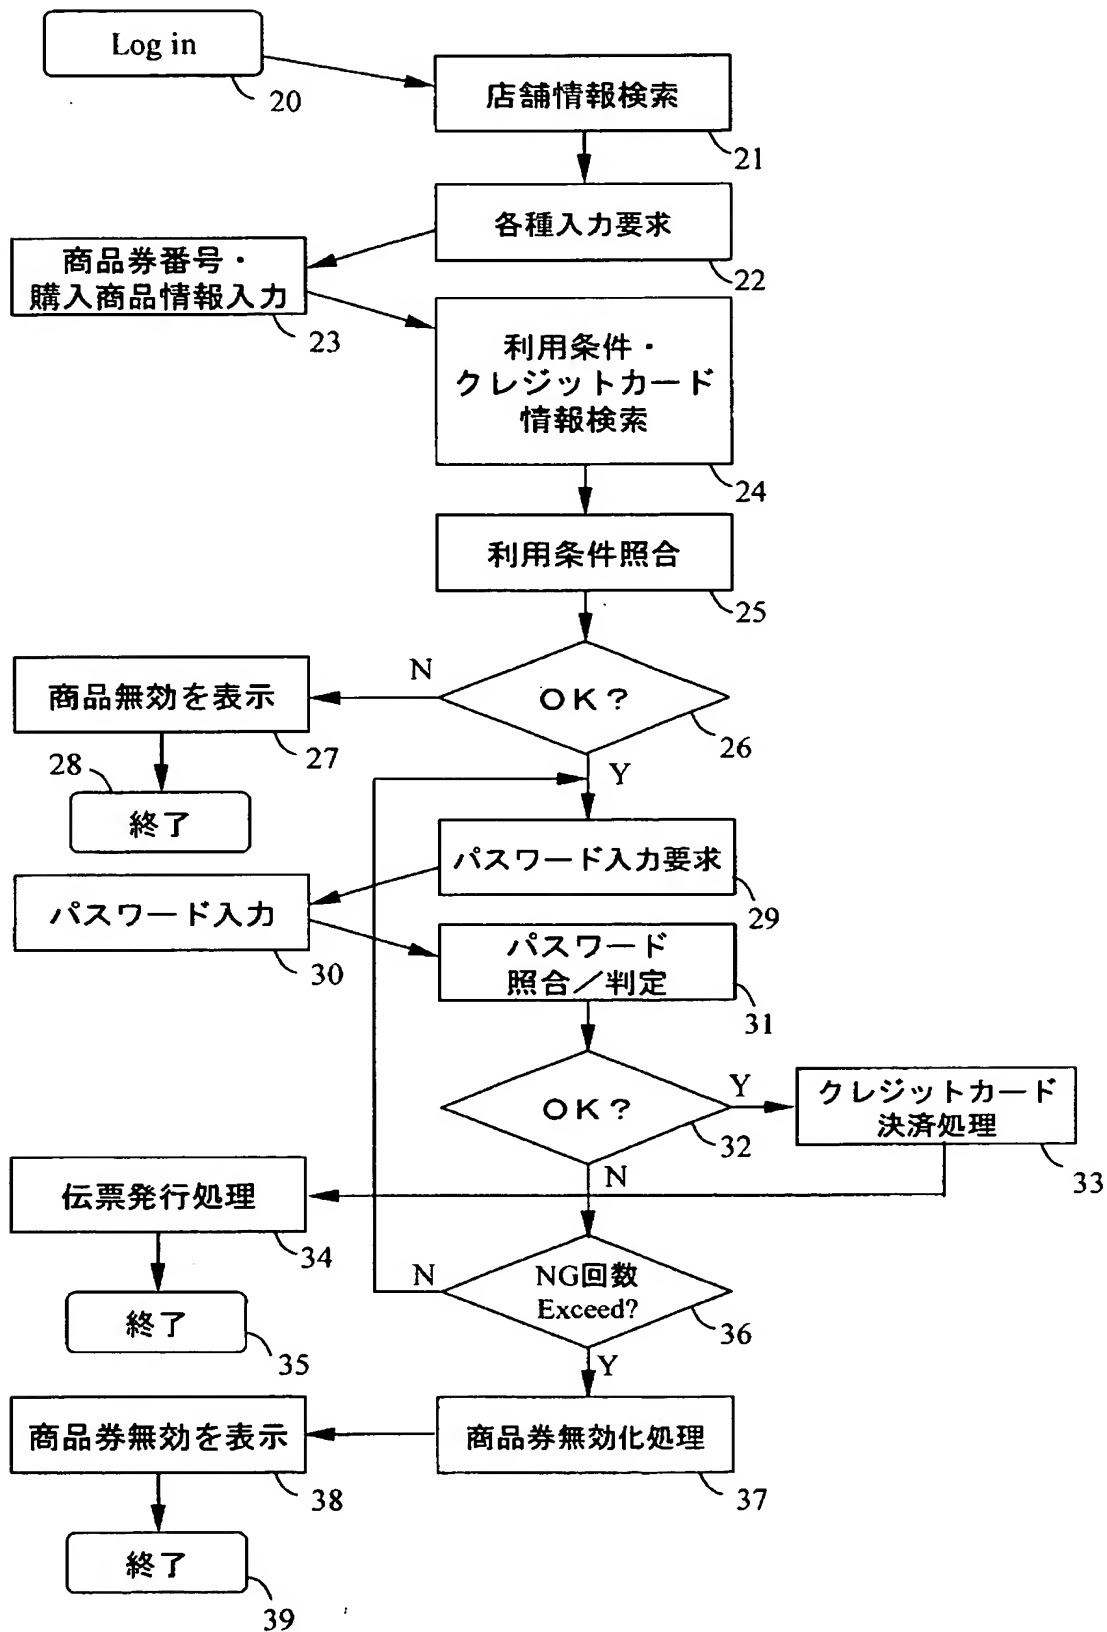 Log in
20
店舗情報検索
21
各種入力要求
22
商品券番号・
購入商品情報入力
23
利用条件・
クレジットカード
情報検索
24
利用条件照合
25
OK?
26
N
商品無効を表示
27
28
終了
Y
パスワード入力要求
29
パスワード入力
30
パスワード
照合/判定
31
OK?
32
Y
クレジットカード
決済処理
33
N
伝票発行処理
34
終了
35
NG回数
Exceed?
36
N
Y
商品券無効化処理
37
商品券無効を表示
38
終了
39